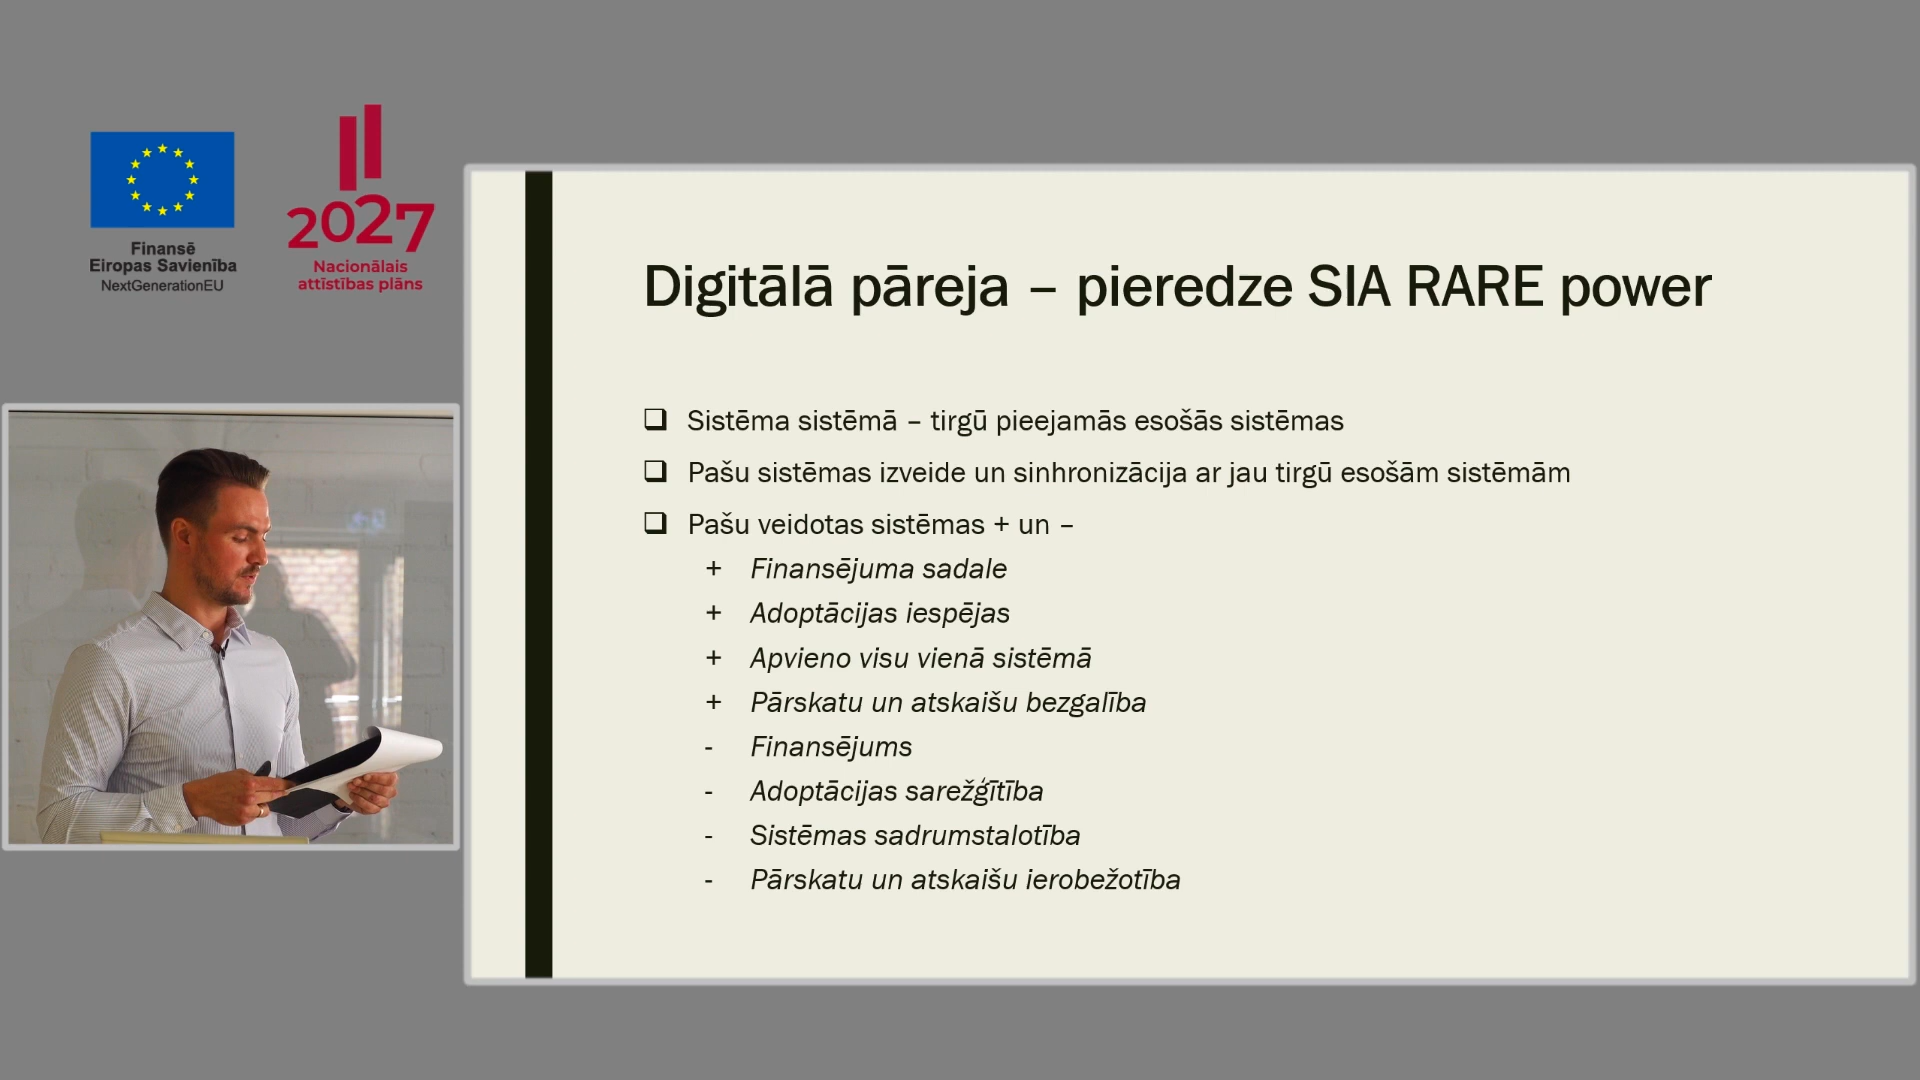 Finansē
Eiropas Savienība
NextGenerationEU
2027
Nacionālais
attīstības plāns
Digitālā pāreja – pieredze SIA RARE power
Sistēma sistēmā – tirgū pieejamās esošās sistēmas
Pašu sistēmas izveide un sinhronizācija ar jau tirgū esošām sistēmām
Pašu veidotas sistēmas + un –
+ Finansējuma sadale
+ Adoptācijas iespējas
+ Apvieno visu vienā sistēmā
+ Pārskatu un atskaišu bezgalība
- Finansējums
- Adoptācijas sarežģītība
- Sistēmas sadrumstalotība
- Pārskatu un atskaišu ierobežotība